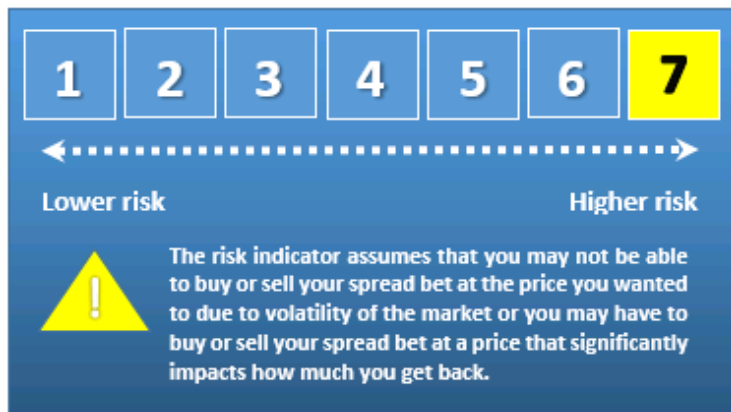 1 2 3 4 5 6 7
Lower risk Higher risk
!
The risk indicator assumes that you may not be able
to buy or sell your spread bet at the price you wanted
to due to volatility of the market or you may have to
buy or sell your spread bet at a price that significantly
impacts how much you get back.